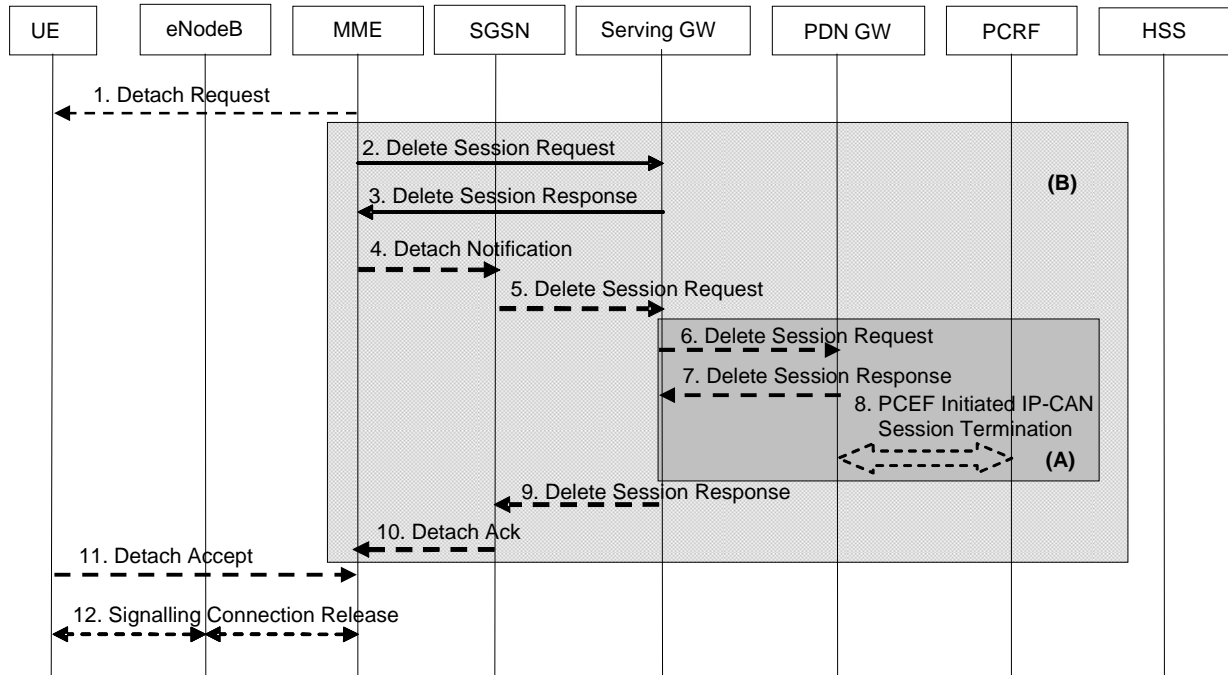 UE
eNodeB
MME
SGSN
Serving GW
PDN GW
PCRF
HSS
1. Detach Request
2. Delete Session Request
(B)
3. Delete Session Response
4. Detach Notification
5. Delete Session Request
6. Delete Session Request
7. Delete Session Response
8. PCEF Initiated IP-CAN
Session Termination
(A)
9. Delete Session Response
10. Detach Ack
11. Detach Accept
12. Signalling Connection Release